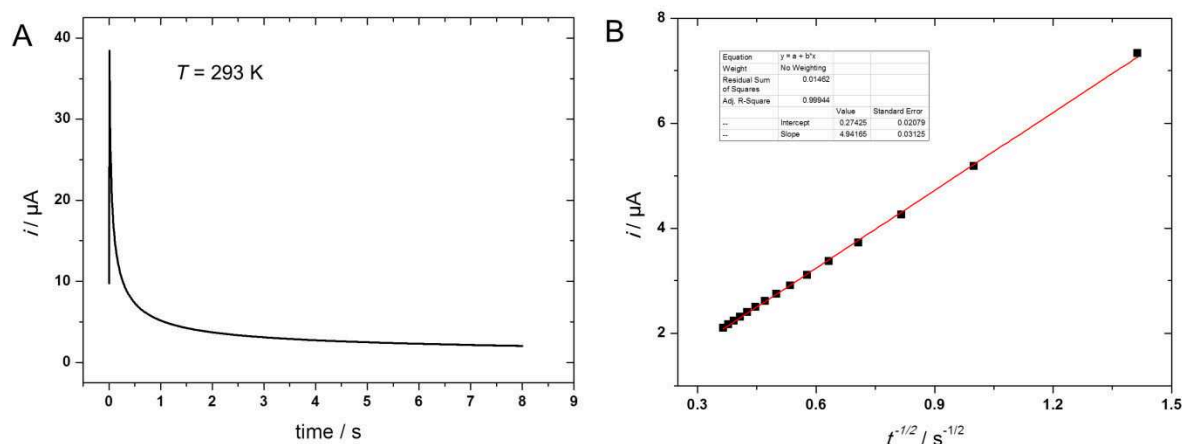 A
T = 293 K
40
30
20
10
0
i / µA
0 1 2 3 4 5 6 7 8 9
time / s
B
Equation y = a + b*x
Weight No Weighting
Residual Sum of Squares 0.01462
Adj. R-Square 0.99944
Value Standard Error
-- Intercept 0.27425 0.02079
-- Slope 4.94165 0.03125
8
6
4
2
i / µA
0.3 0.6 0.9 1.2 1.5
t^-1/2 / s^-1/2